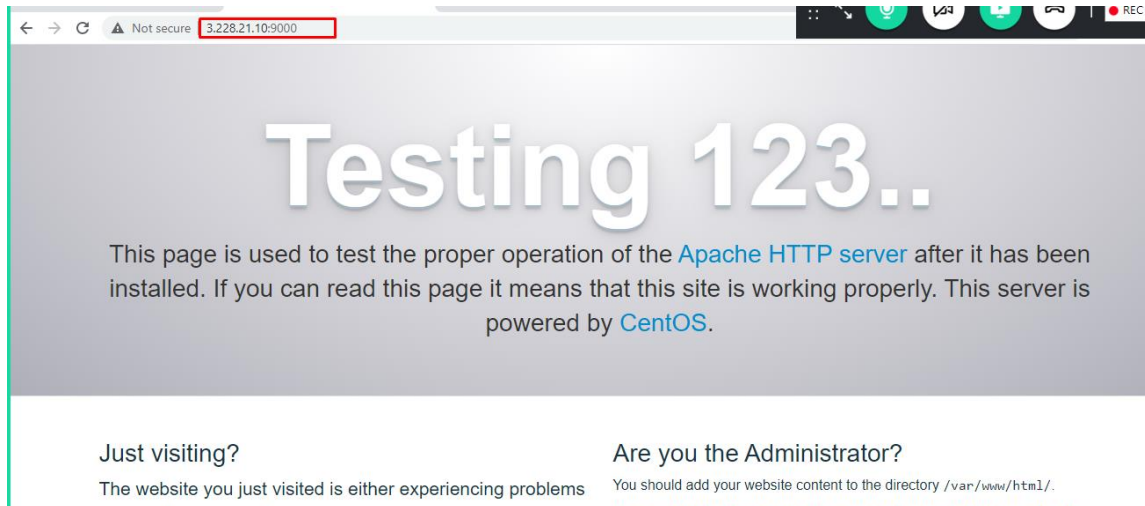 Not secure 3.228.21.10:9000
REC
Testing 123..
This page is used to test the proper operation of the Apache HTTP server after it has been
installed. If you can read this page it means that this site is working properly. This server is
powered by CentOS.
Just visiting?
The website you just visited is either experiencing problems
Are you the Administrator?
You should add your website content to the directory /var/www/html/.